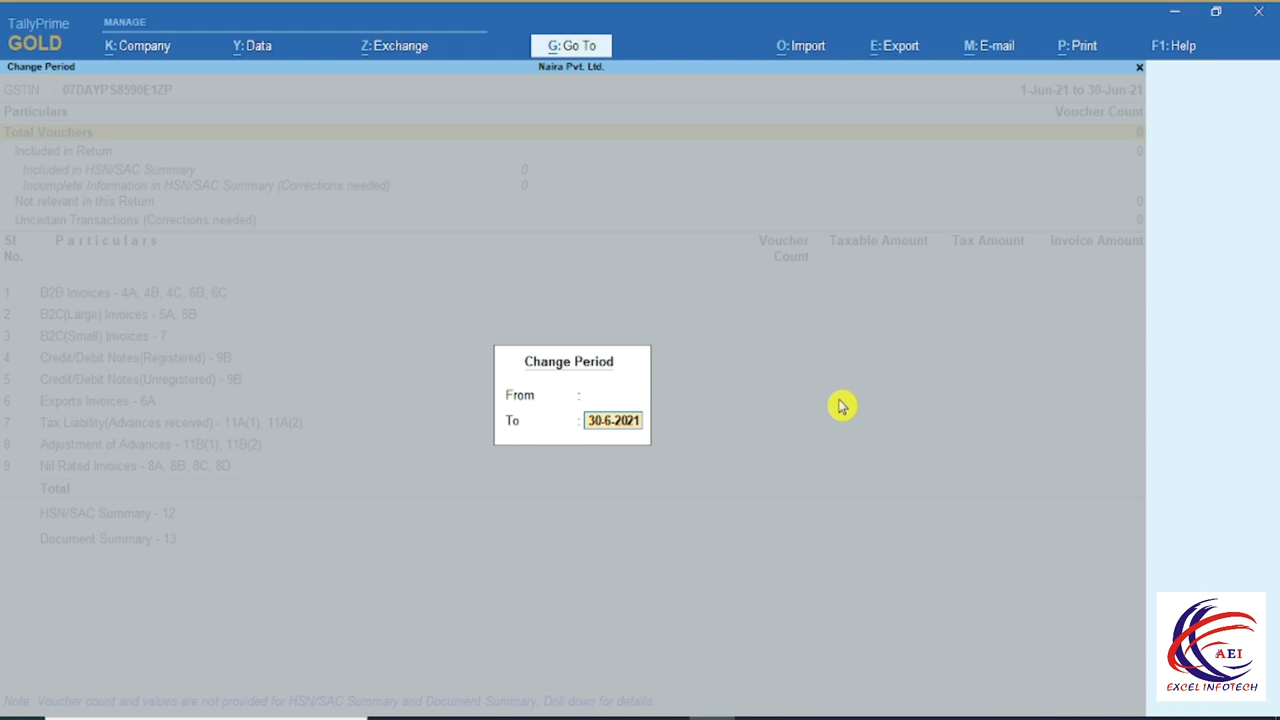 TallyPrime
GOLD
MANAGE
K: Company
Y: Data
Z: Exchange
G: Go To
O: Import
E: Export
M: E-mail
P: Print
F1: Help
Change Period
Naira Pvt. Ltd.
GSTIN : 07DAYPS8590E1ZP 1-Jun-21 to 30-Jun-21
Particulars Voucher Count
Total Vouchers 0
Included in Return 0
Included in HSN/SAC Summary 0
Incomplete Information in HSN/SAC Summary (Corrections needed) 0
Not relevant in this Return 0
Uncertain Transactions (Corrections needed) 0
Sl Particulars Voucher Taxable Amount Tax Amount Invoice Amount
No. Count
1 B2B Invoices - 4A, 4B, 4C, 6B, 6C
2 B2C(Large) Invoices - 5A, 5B
3 B2C(Small) Invoices - 7
4 Credit/Debit Notes(Registered) - 9B
5 Credit/Debit Notes(Unregistered) - 9B
6 Exports Invoices - 6A
7 Tax Liability(Advances received) - 11A(1), 11A(2)
8 Adjustment of Advances - 11B(1), 11B(2)
9 Nil Rated Invoices - 8A, 8B, 8C, 8D
Total
HSN/SAC Summary - 12
Document Summary - 13
Change Period
From :
To : 30-6-2021
Note: Voucher count and values are not provided for HSN/SAC Summary and Document Summary. Drill down for details.
AEI
EXCEL INFOTECH